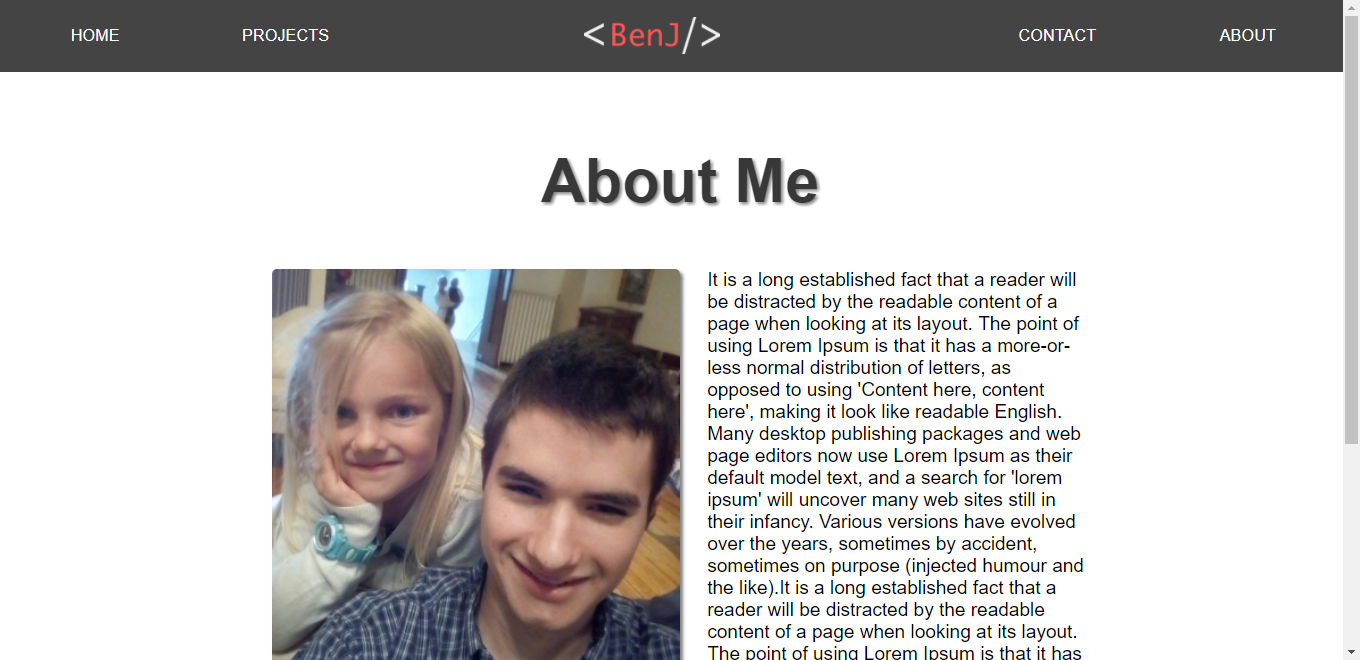 HOME PROJECTS <BenJ/> CONTACT ABOUT
About Me
It is a long established fact that a reader will
be distracted by the readable content of a
page when looking at its layout. The point of
using Lorem Ipsum is that it has a more-or-
less normal distribution of letters, as
opposed to using 'Content here, content
here', making it look like readable English.
Many desktop publishing packages and web
page editors now use Lorem Ipsum as their
default model text, and a search for 'lorem
ipsum' will uncover many web sites still in
their infancy. Various versions have evolved
over the years, sometimes by accident,
sometimes on purpose (injected humour and
the like).It is a long established fact that a
reader will be distracted by the readable
content of a page when looking at its layout.
The point of using Lorem Ipsum is that it has